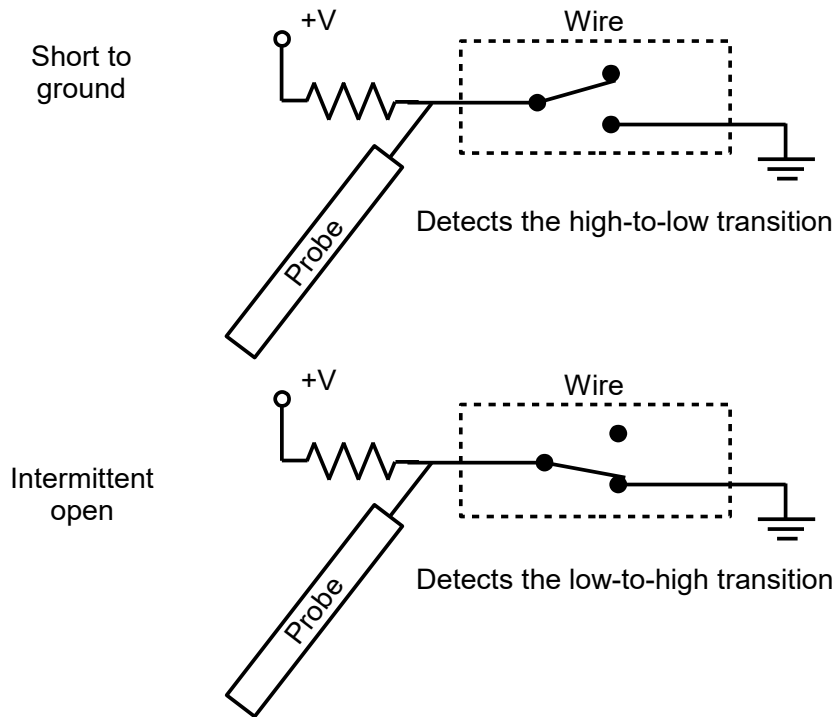 +V
Wire
Short to
ground
Probe
Detects the high-to-low transition
+V
Wire
Intermittent
open
Probe
Detects the low-to-high transition